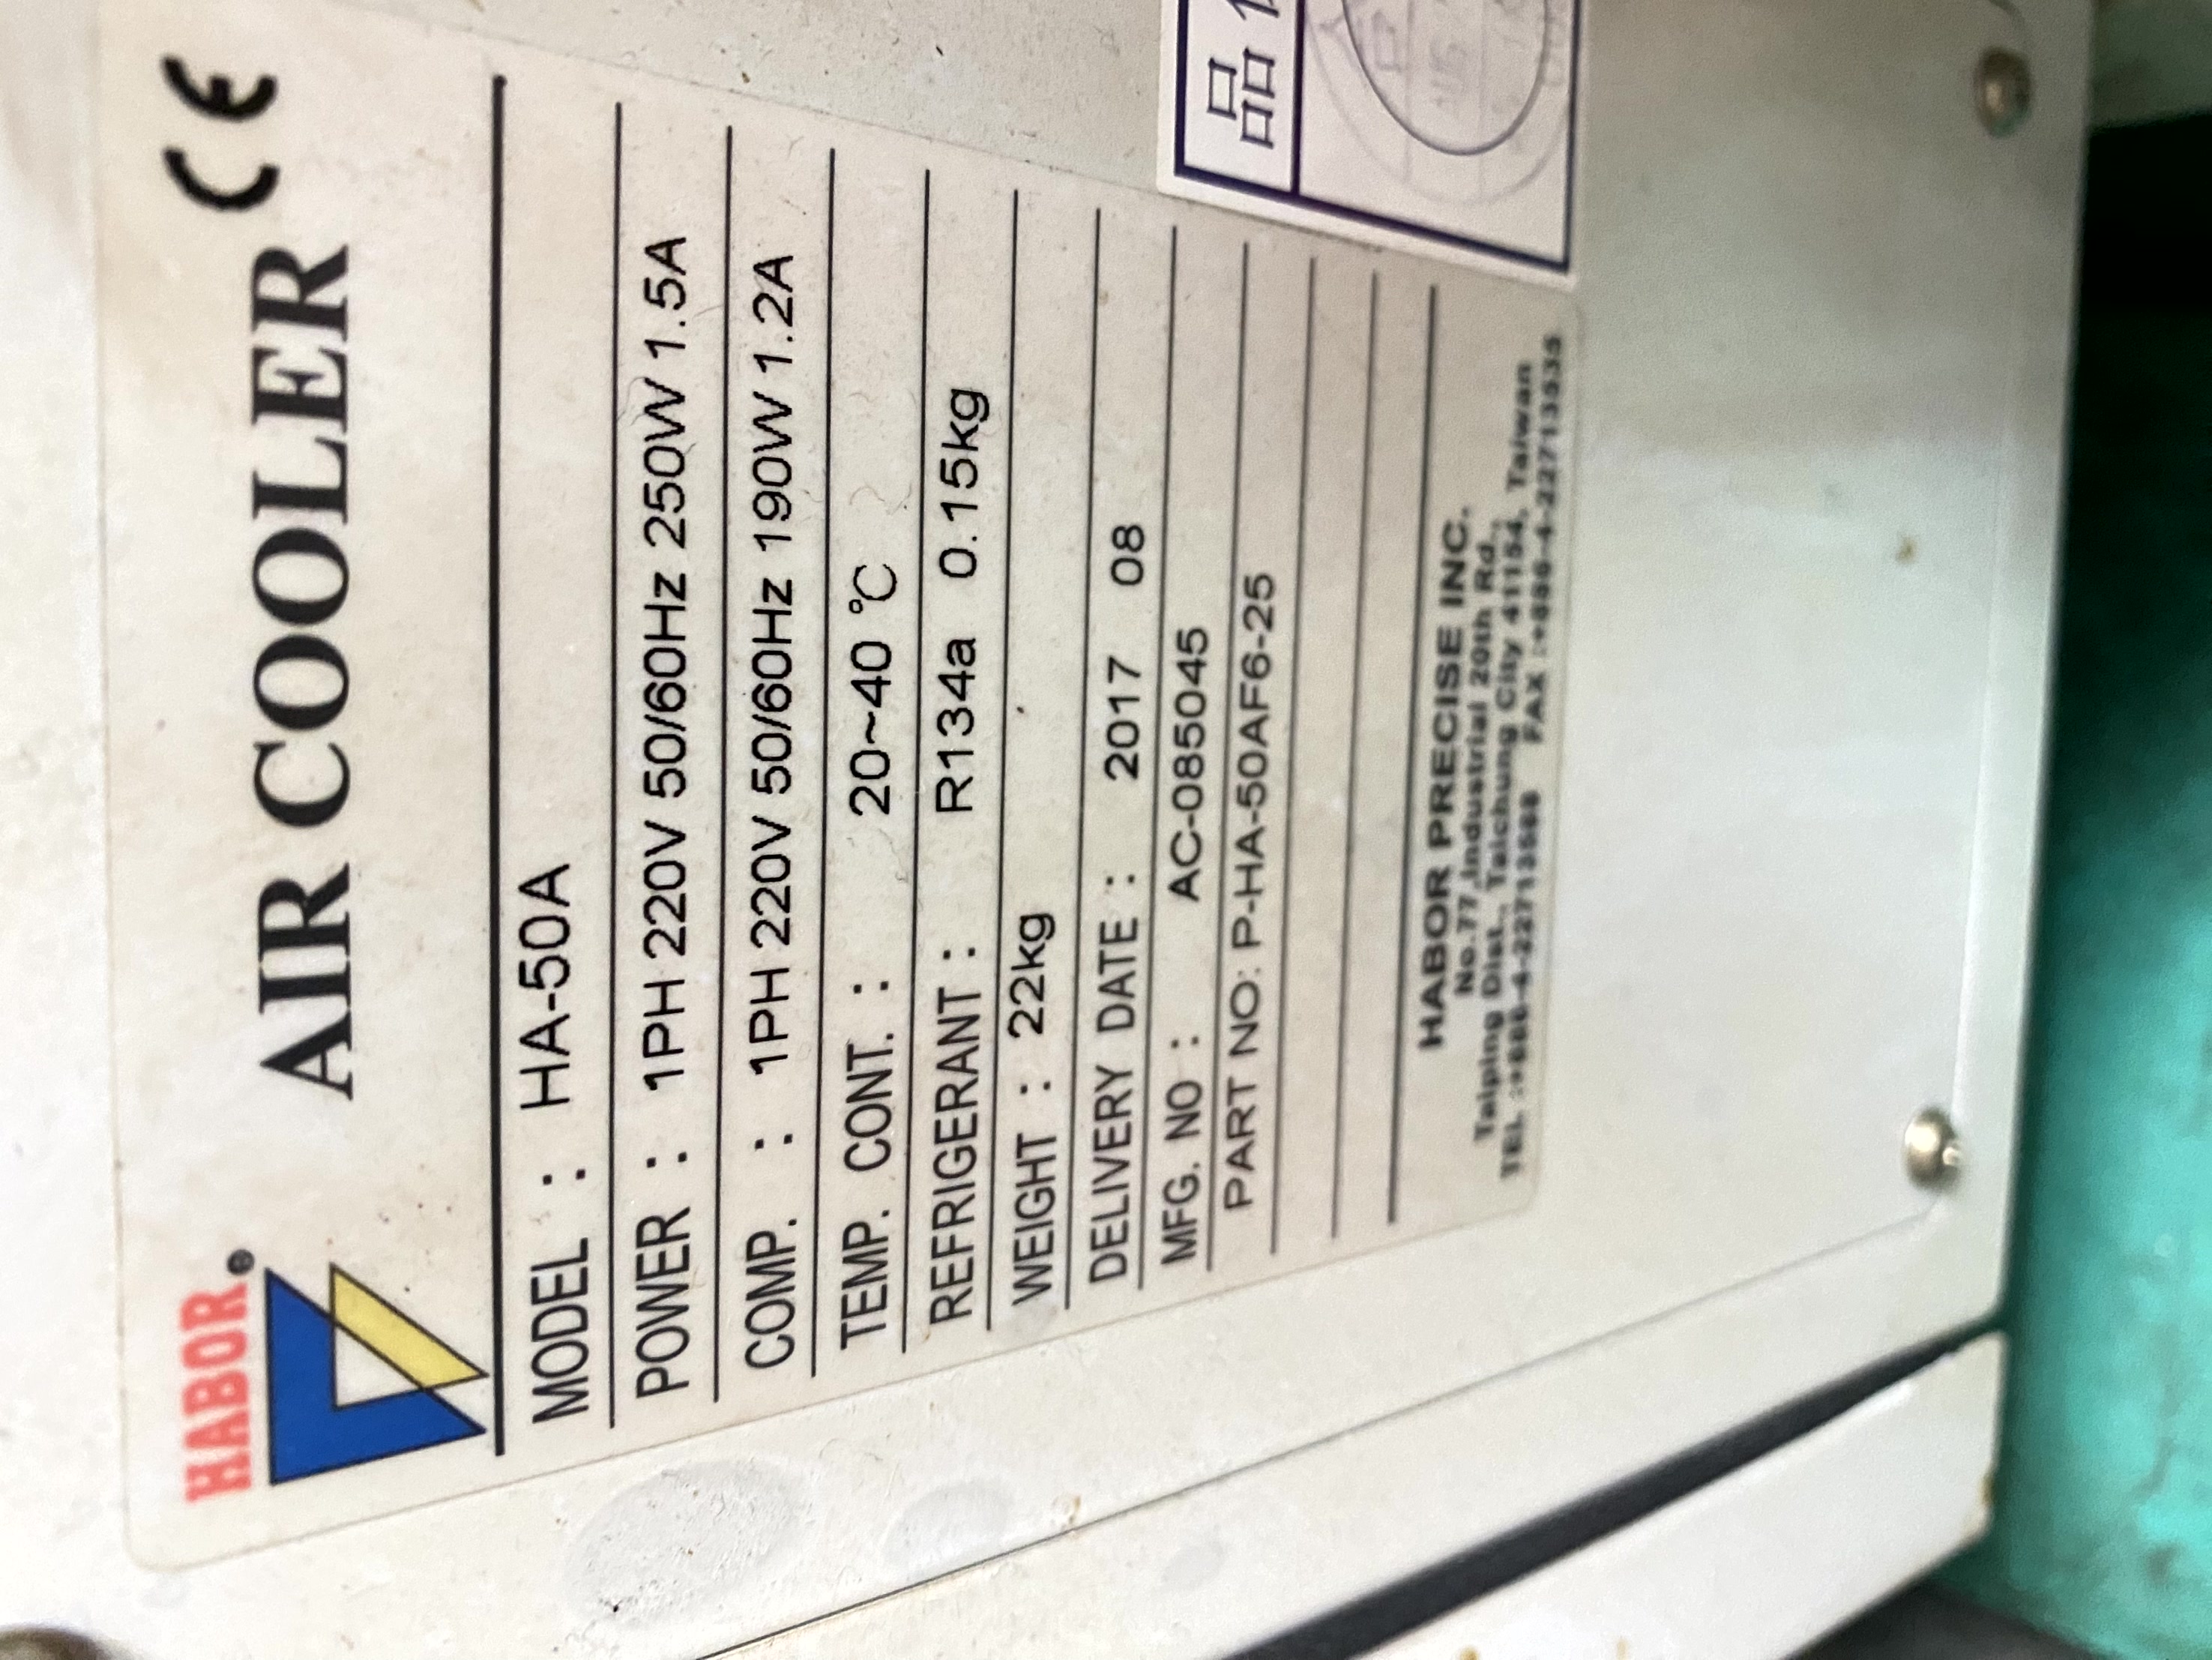 HABOR®
CE
AIR COOLER
MODEL : HA-50A
POWER : 1PH 220V 50/60Hz 250W 1.5A
COMP. : 1PH 220V 50/60Hz 190W 1.2A
TEMP. CONT. : 20~40 ℃
REFRIGERANT : R134a 0.15kg
WEIGHT : 22kg
DELIVERY DATE : 2017 08
MFG. NO : AC-085045
PART NO: P-HA-50AF6-25
HABOR PRECISE INC.
No.77,Industrial 20th Rd.,
Taiping Dist., Taichung City 41154, Taiwan
TEL :+886-4-22713588 FAX :+886-4-22713535
品